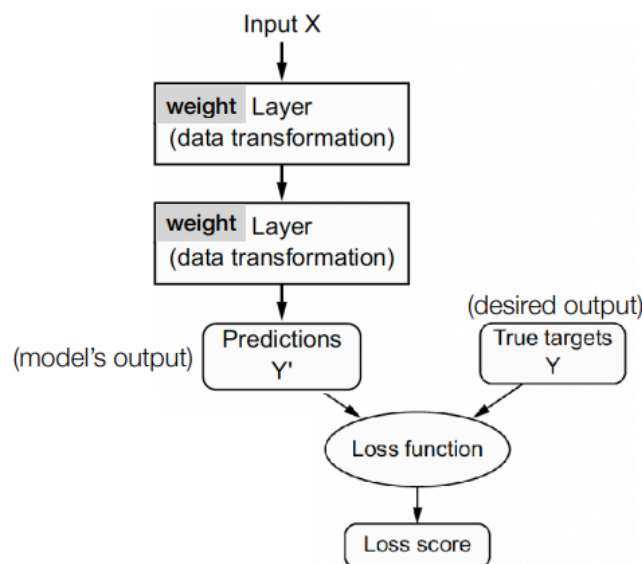 Input X
weight Layer
(data transformation)
weight Layer
(data transformation)
(desired output)
(model's output)
Predictions
Y'
True targets
Y
Loss function
Loss score